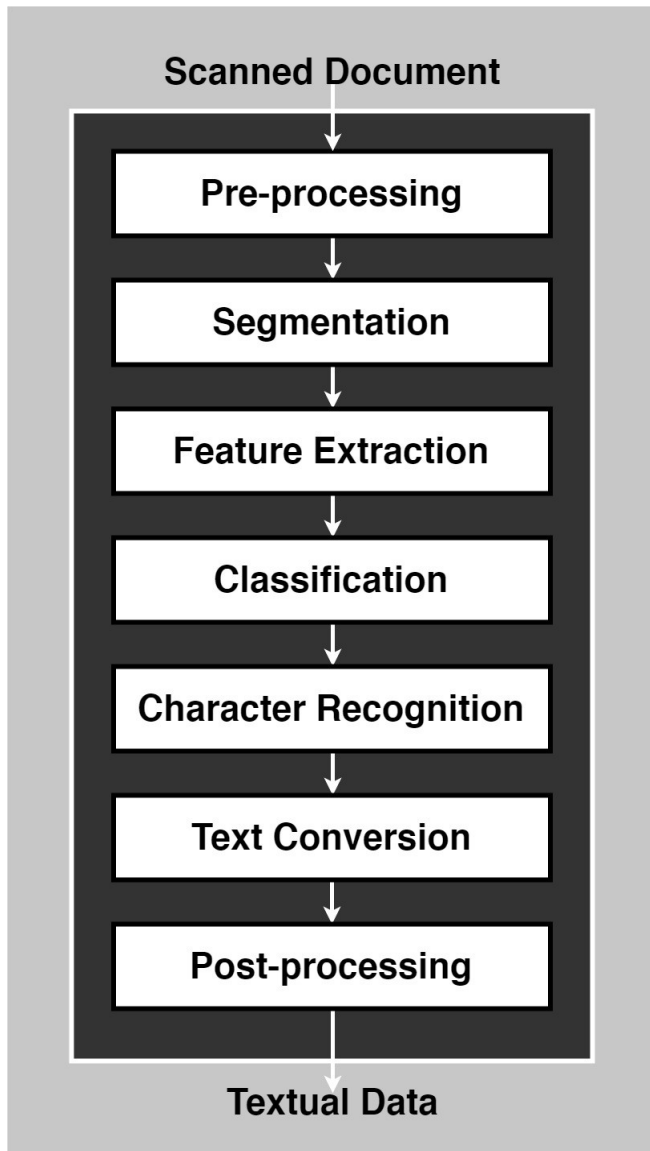 Scanned Document
Pre-processing
Segmentation
Feature Extraction
Classification
Character Recognition
Text Conversion
Post-processing
Textual Data